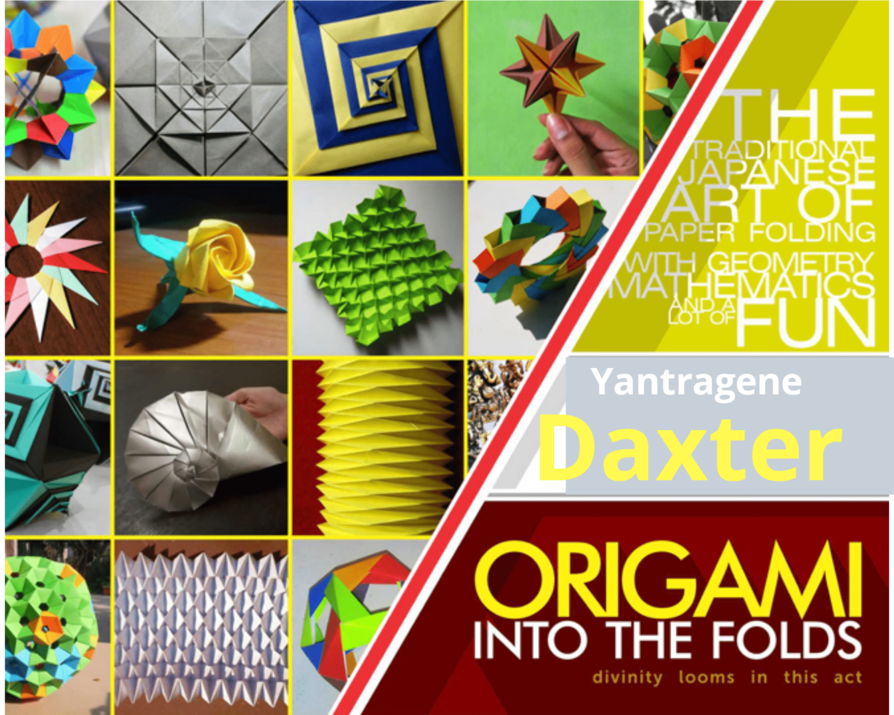 THE
TRADITIONAL
JAPANESE
ART OF
PAPER FOLDING
WITH GEOMETRY
MATHEMATICS
AND A
LOT OF
FUN
Yantragene
Daxter
ORIGAMI
INTO THE FOLDS
divinity looms in this act